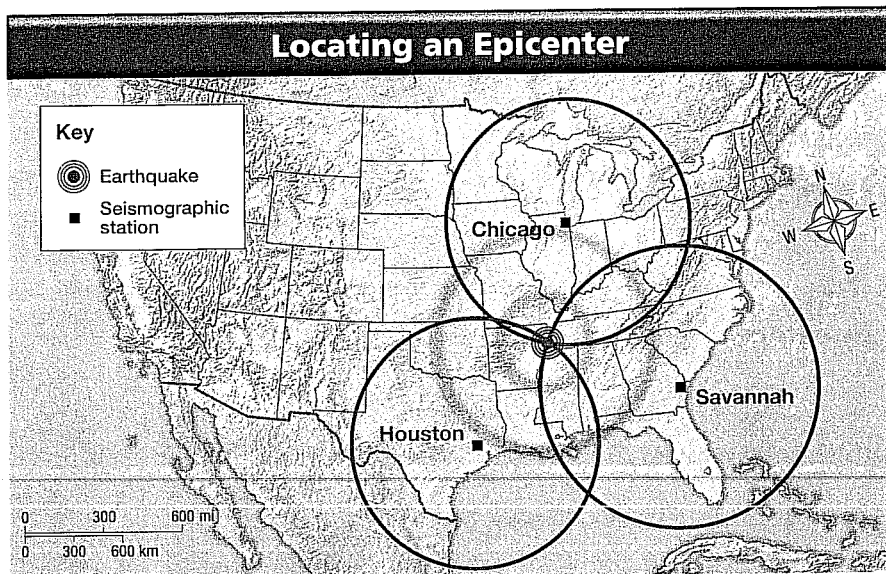 Locating an Epicenter
Key
Earthquake
Seismographic
station
Chicago
N
W
E
S
Savannah
Houston
0 300 600 mi
0 300 600 km